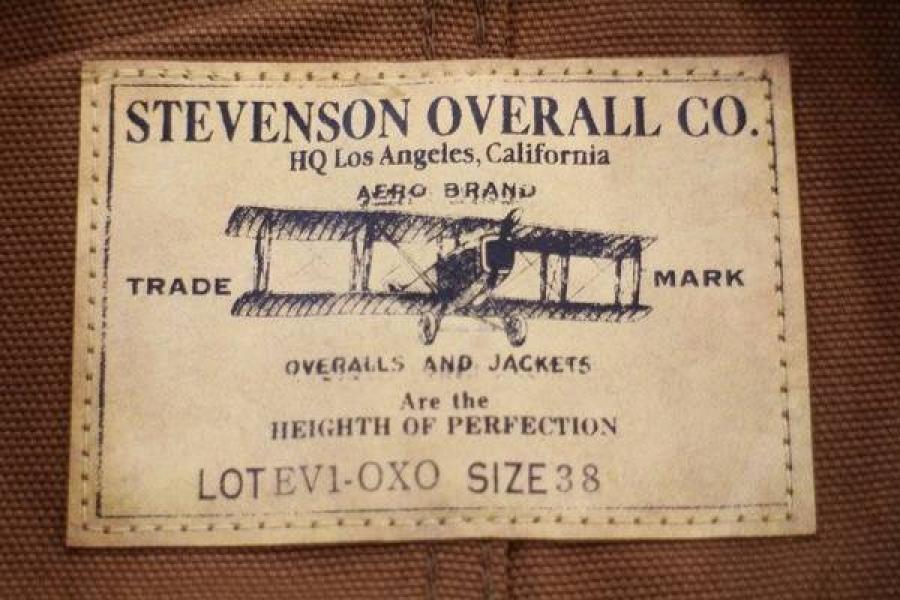 STEVENSON OVERALL CO.
HQ Los Angeles, California
AERO BRAND
TRADE MARK
OVERALLS AND JACKETS
Are the
HEIGHTH OF PERFECTION
LOT EV1-OXO SIZE 38